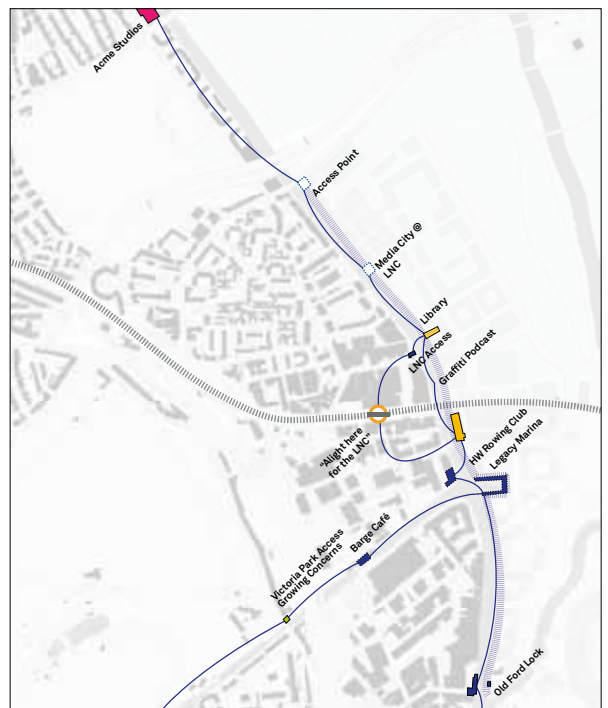 Acme Studios
Access Point
Media City @
LNC
Library
LNC Access
Graffiti Podcast
"Alight here
for the LNC"
HW Rowing Club
Legacy Marina
Barge Café
Victoria Park Access
Growing Concerns
Old Ford Lock